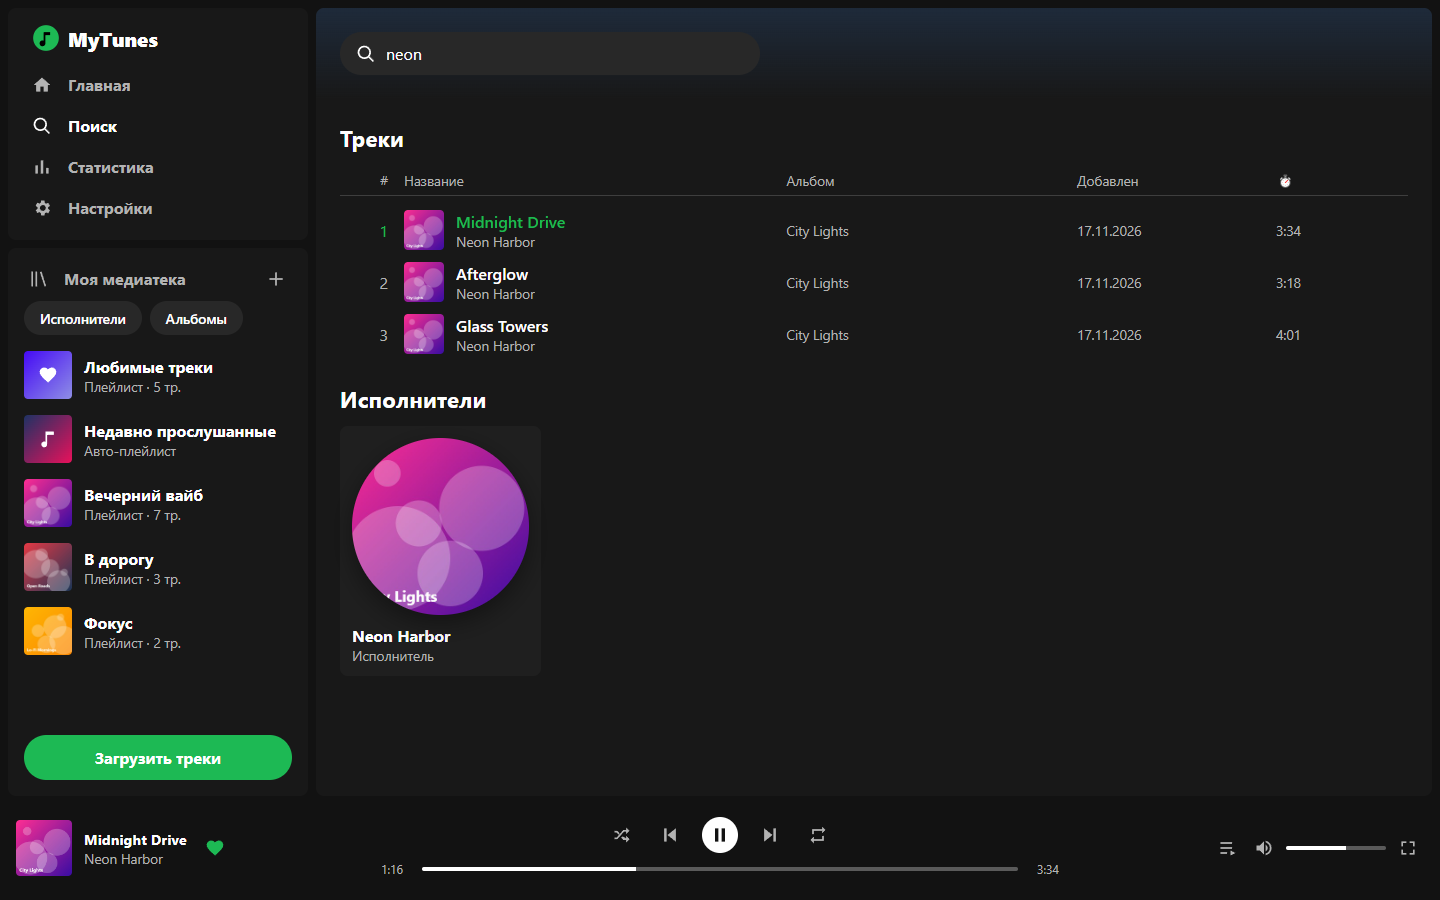 MyTunes
Главная
Поиск
Статистика
Настройки
Моя медиатека
Исполнители Альбомы
Любимые треки
Плейлист · 5 тр.
Недавно прослушанные
Авто-плейлист
Вечерний вайб
Плейлист · 7 тр.
В дорогу
Плейлист · 3 тр.
Фокус
Плейлист · 2 тр.
Загрузить треки
neon
Треки
# Название Альбом Добавлен
1 Midnight Drive City Lights 17.11.2026 3:34
Neon Harbor
2 Afterglow City Lights 17.11.2026 3:18
Neon Harbor
3 Glass Towers City Lights 17.11.2026 4:01
Neon Harbor
Исполнители
y Lights
Neon Harbor
Исполнитель
City Lights
Midnight Drive
Neon Harbor
1:16 3:34